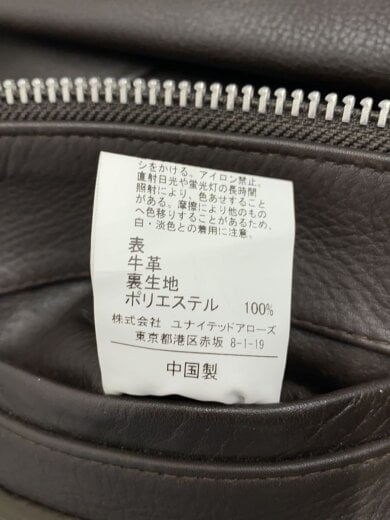 シをかける。アイロン禁止。
直射日光や蛍光灯の長時間
照射により、色あせすること
がある。摩擦により他のもの
へ色移りすることがあるため、
白・淡色との着用に注意。
表
牛革
裏生地
ポリエステル 100%
株式会社 ユナイテッドアローズ
東京都港区赤坂 8-1-19
中国製